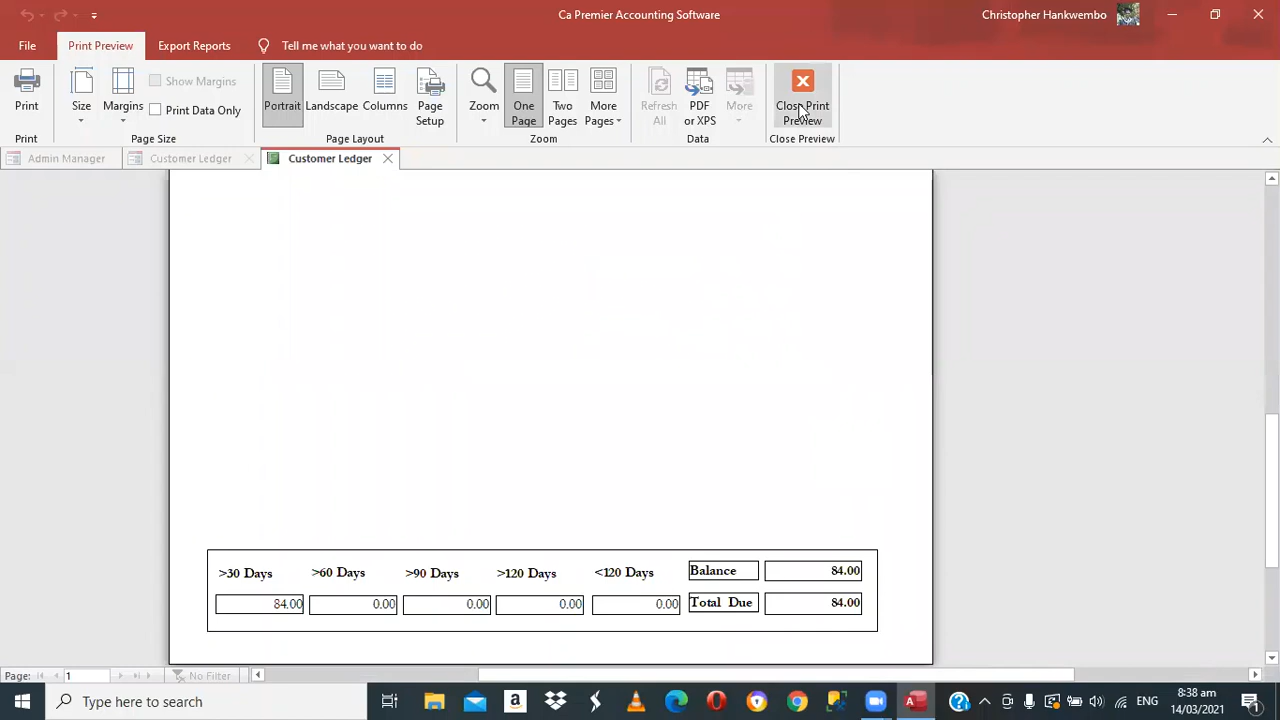 Ca Premier Accounting Software
Christopher Hankwembo
File
Print Preview
Export Reports
Tell me what you want to do
Print
Size
Margins
Show Margins
Print Data Only
Portrait
Landscape
Columns
Page Setup
Zoom
One Page
Two Pages
More Pages
Refresh All
PDF or XPS
More
Close Print Preview
Print
Page Size
Page Layout
Zoom
Data
Close Preview
Admin Manager
Customer Ledger
Customer Ledger
>30 Days >60 Days >90 Days >120 Days <120 Days Balance 84.00
84.00 0.00 0.00 0.00 0.00 Total Due 84.00
Page: 1 No Filter
Type here to search
ENG
8:38 am
14/03/2021